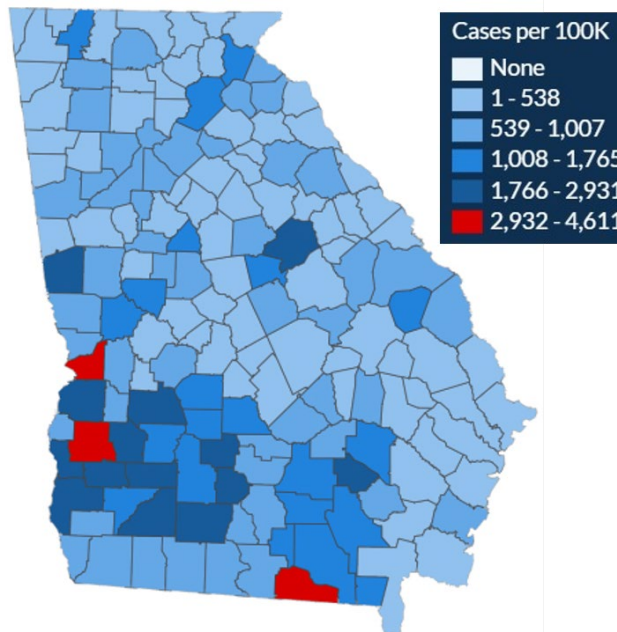 Cases per 100K
None
1 - 538
539 - 1,007
1,008 - 1,765
1,766 - 2,931
2,932 - 4,611